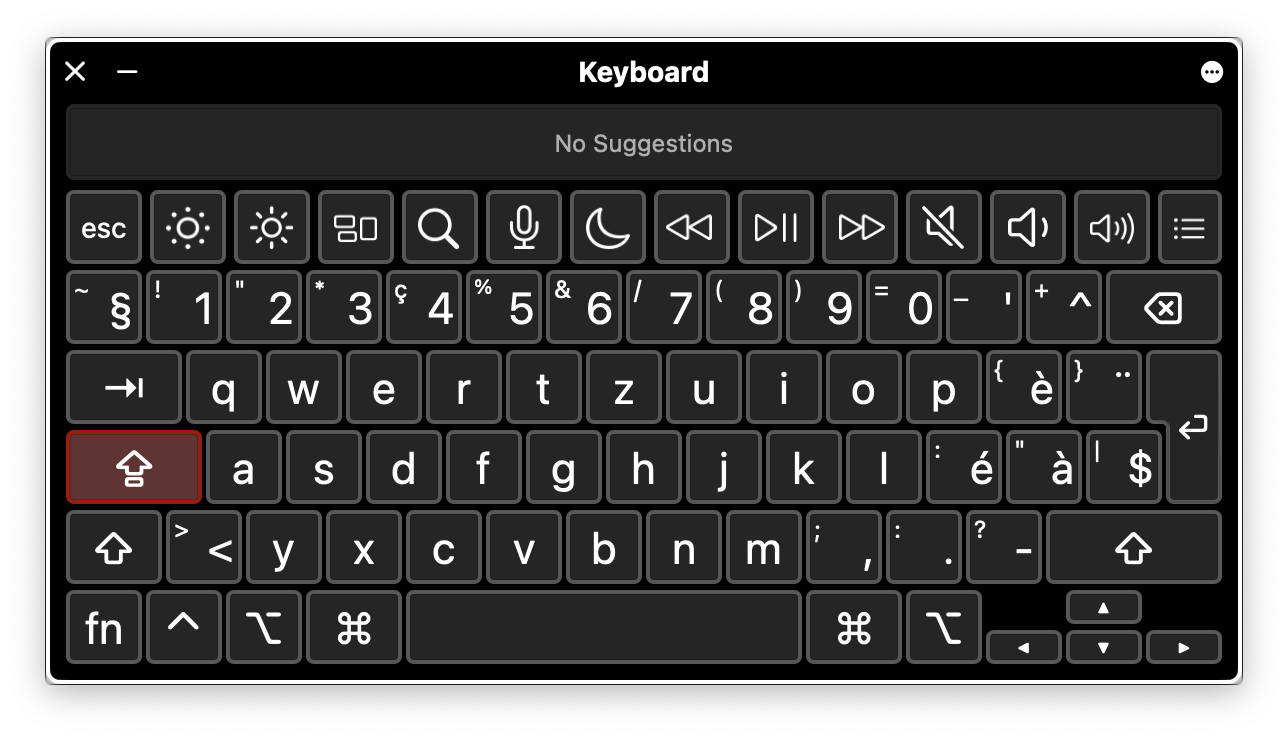 Keyboard
No Suggestions
esc
~ § ! 1 " 2 * 3 ç 4 % 5 & 6 / 7 ( 8 ) 9 = 0 _ ' + ^
q w e r t z u i o p { è } ¨
a s d f g h j k l : é " à | $
> < y x c v b n m ; , : . ? -
fn ^ ⌥ ⌘ ⌘ ⌥